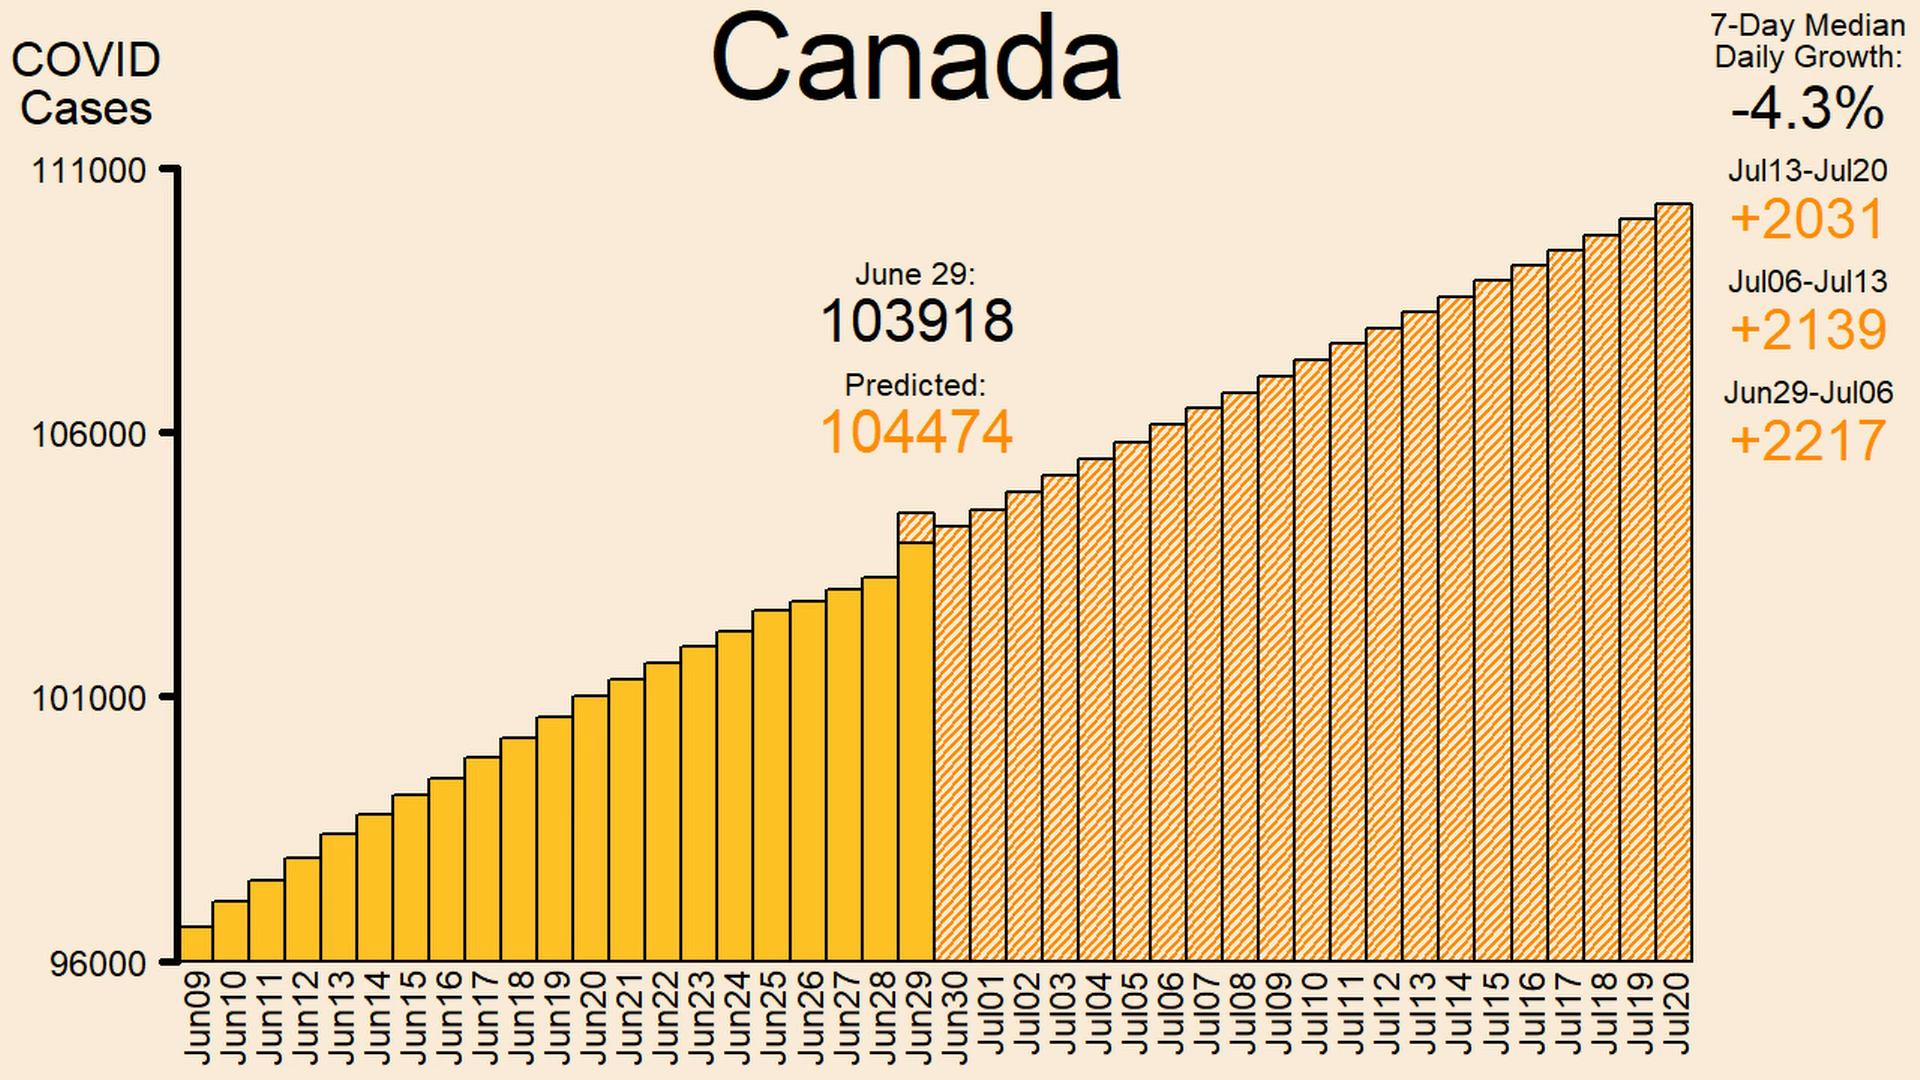 Canada
COVID
Cases
111000
106000
101000
96000
June 29:
103918
Predicted:
104474
7-Day Median
Daily Growth:
-4.3%
Jul13-Jul20
+2031
Jul06-Jul13
+2139
Jun29-Jul06
+2217
Jun09
Jun10
Jun11
Jun12
Jun13
Jun14
Jun15
Jun16
Jun17
Jun18
Jun19
Jun20
Jun21
Jun22
Jun23
Jun24
Jun25
Jun26
Jun27
Jun28
Jun29
Jun30
Jul01
Jul02
Jul03
Jul04
Jul05
Jul06
Jul07
Jul08
Jul09
Jul10
Jul11
Jul12
Jul13
Jul14
Jul15
Jul16
Jul17
Jul18
Jul19
Jul20